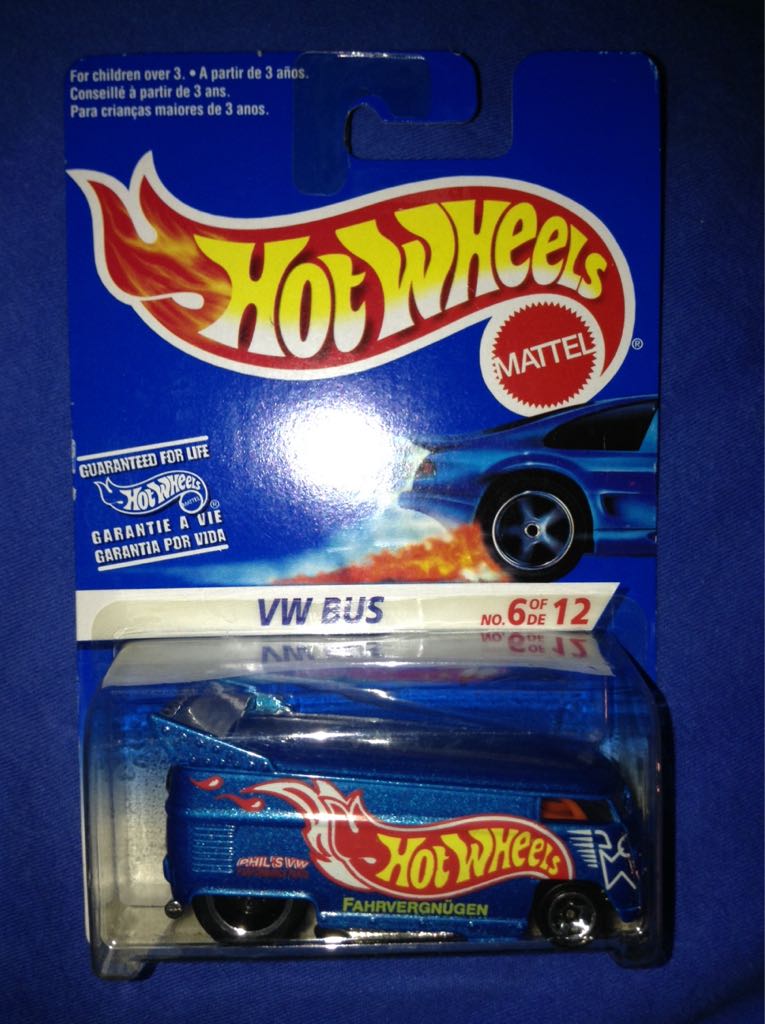 For children over 3. • A partir de 3 años.
Conseillé à partir de 3 ans.
Para crianças maiores de 3 anos.
HOT WHEELS
MATTEL
®
GUARANTEED FOR LIFE
HOT WHEELS
MATTEL
®
GARANTIE A VIE
GARANTIA POR VIDA
VW BUS
NO. 6 OF DE 12
HOT WHEELS
PHIL'S VW
FAHRVERGNÜGEN